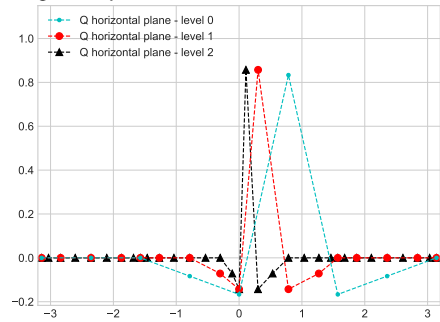 Q horizontal plane - level 0
Q horizontal plane - level 1
Q horizontal plane - level 2
1.0
0.8
0.6
0.4
0.2
0.0
−0.2
−3 −2 −1 0 1 2 3